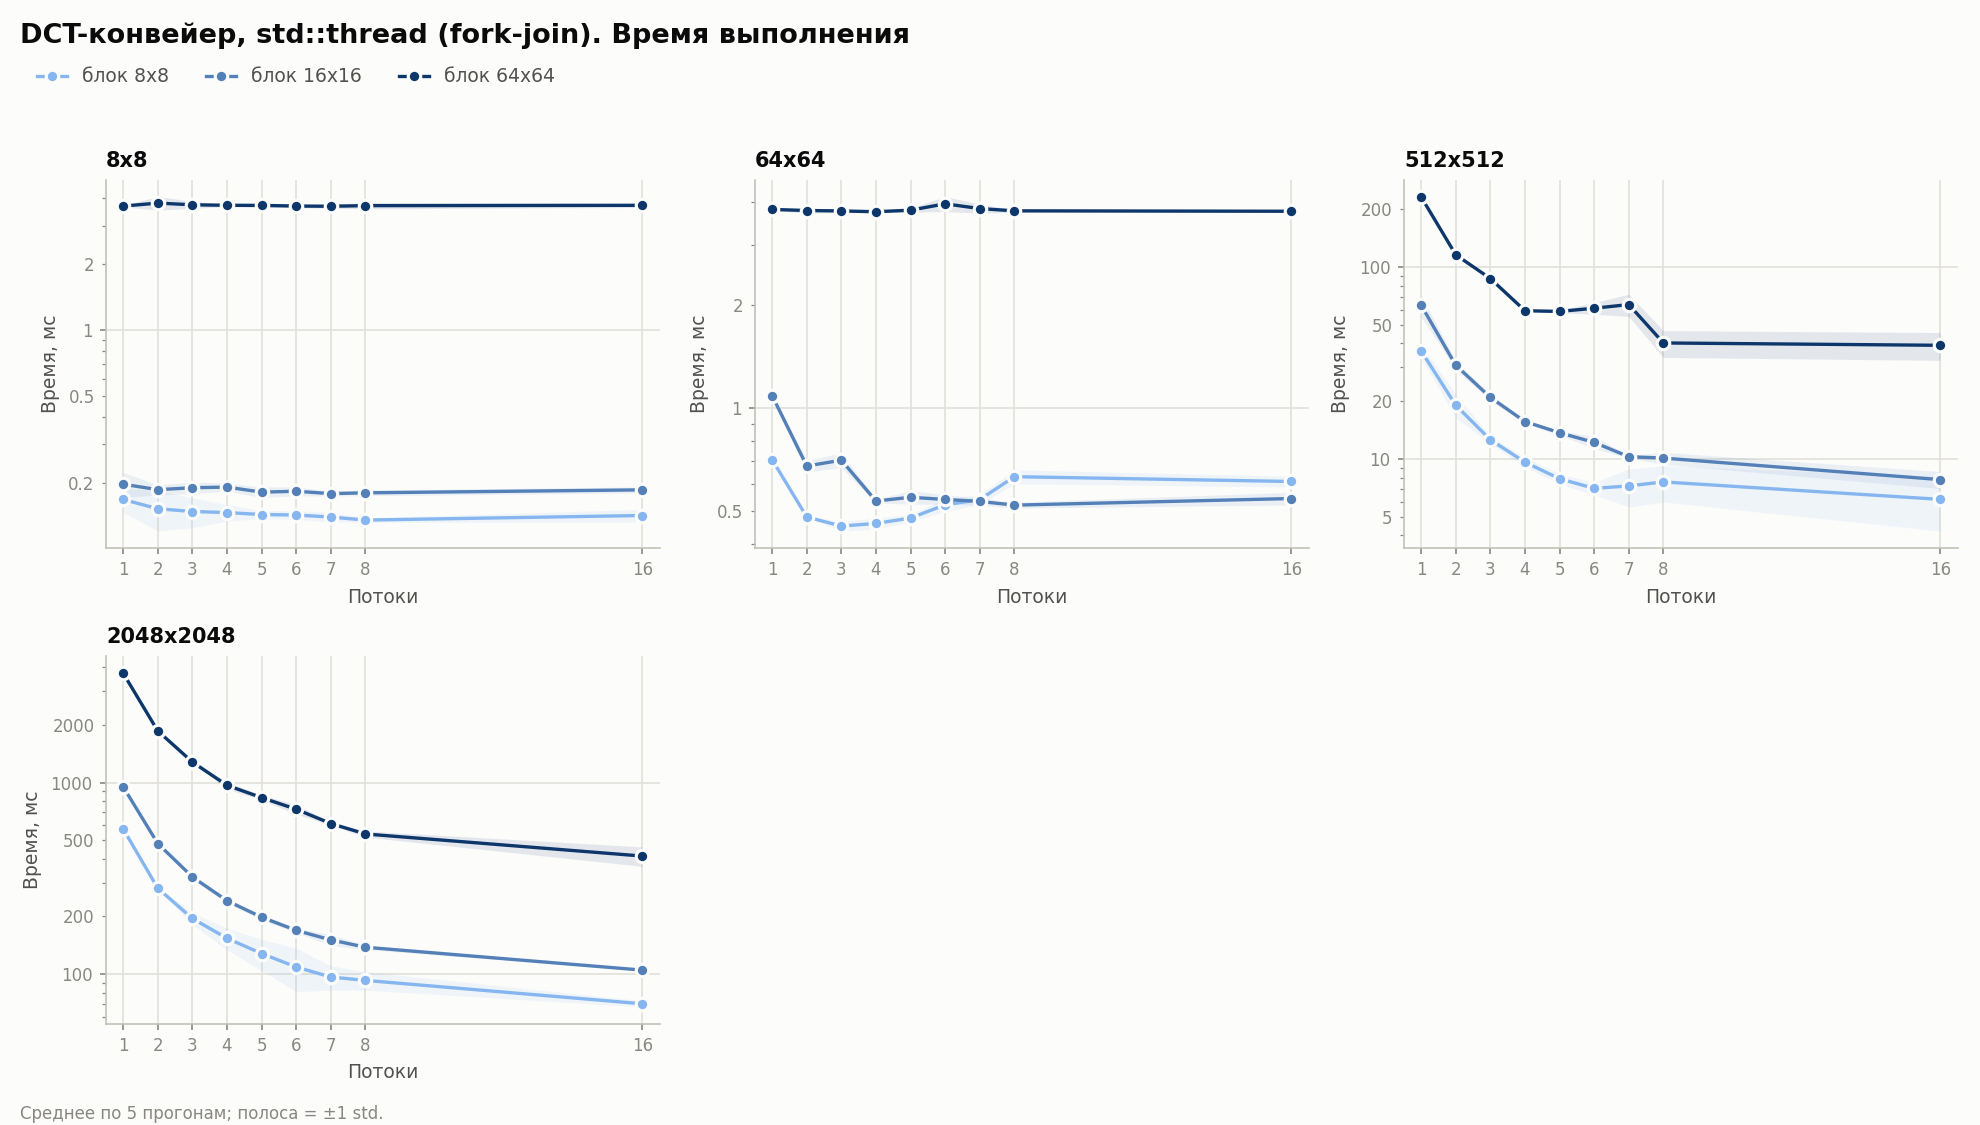 DCT-конвейер, std::thread (fork-join). Время выполнения
блок 8x8 блок 16x16 блок 64x64
8x8
2
1
0.5
0.2
Время, мс
1 2 3 4 5 6 7 8 16
Потоки
64x64
2
1
0.5
Время, мс
1 2 3 4 5 6 7 8 16
Потоки
512x512
200
100
50
20
10
5
Время, мс
1 2 3 4 5 6 7 8 16
Потоки
2048x2048
2000
1000
500
200
100
Время, мс
1 2 3 4 5 6 7 8 16
Потоки
Среднее по 5 прогонам; полоса = ±1 std.